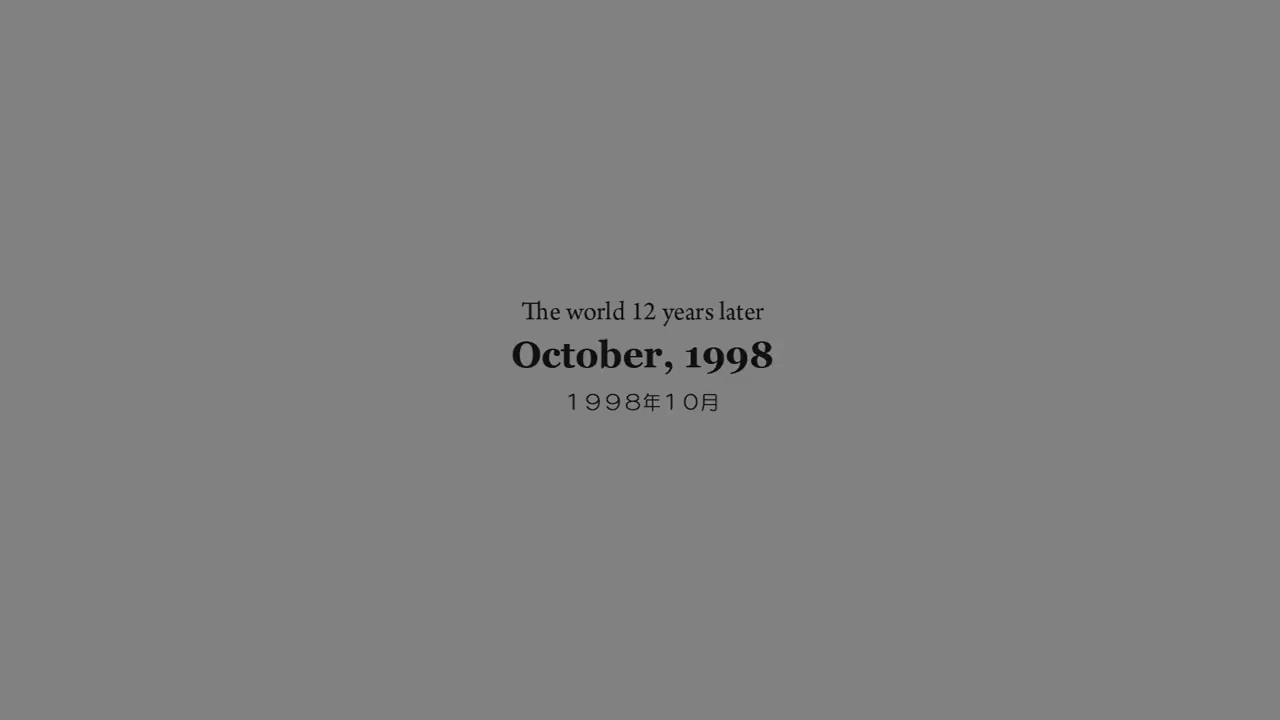 The world 12 years later
October, 1998
１９９８年１０月